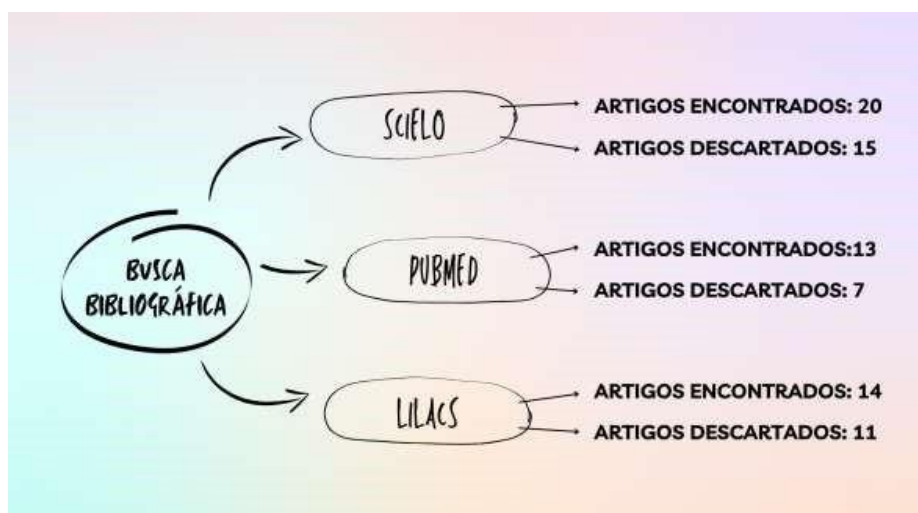 SCIELO
ARTIGOS ENCONTRADOS: 20
ARTIGOS DESCARTADOS: 15
BUSCA
BIBLIOGRÁFICA
PUBMED
ARTIGOS ENCONTRADOS:13
ARTIGOS DESCARTADOS: 7
LILACS
ARTIGOS ENCONTRADOS: 14
ARTIGOS DESCARTADOS: 11